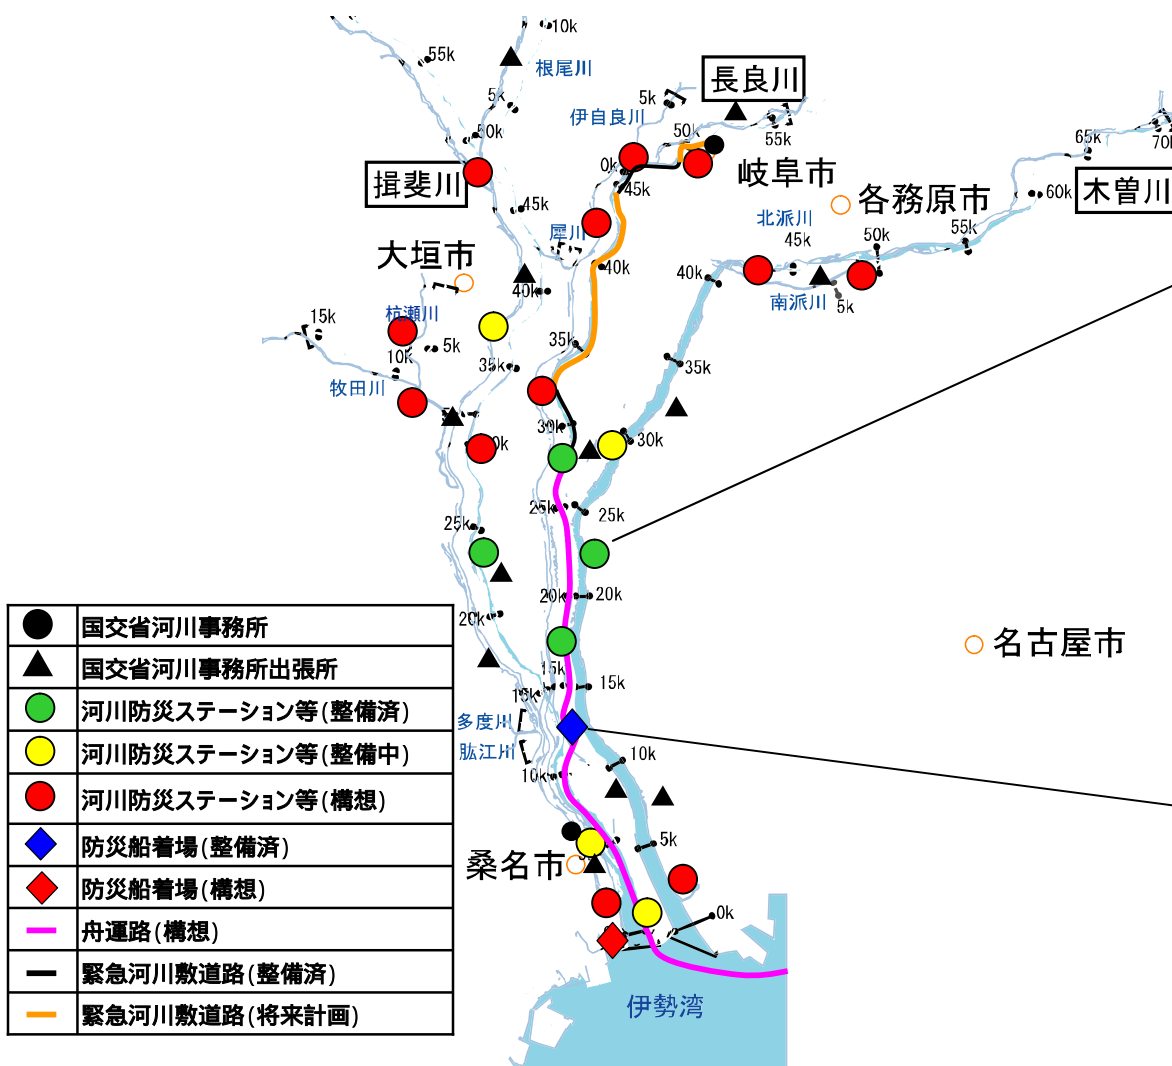 10k
55k
根尾川
長良川
5k
5k
伊自良川
50k
50k
55k
65k
70k
0k
岐阜市
揖斐川
45k
木曽川
60k
各務原市
45k
北派川
犀川
45k
50k
55k
大垣市
40k
40k
40k
南派川
5k
杭瀬川
15k
5k
35k
10k
35k
35k
牧田川
30k
30k
0k
25k
25k
25k
20k
20k
20k
国交省河川事務所
国交省河川事務所出張所
河川防災ステーション等(整備済)
河川防災ステーション等(整備中)
河川防災ステーション等(構想)
防災船着場(整備済)
防災船着場(構想)
舟運路(構想)
緊急河川敷道路(整備済)
緊急河川敷道路(将来計画)
名古屋市
15k
15k
15k
多度川
肱江川
10k
10k
5k
桑名市
0k
伊勢湾